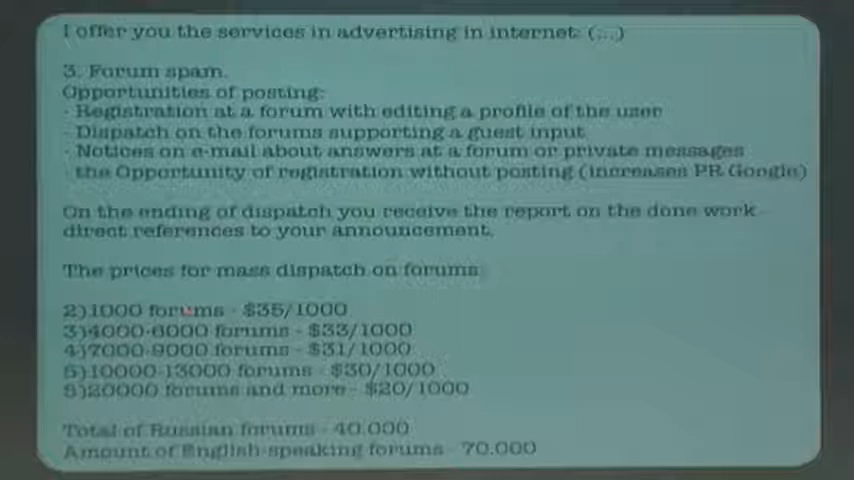 I offer you the services in advertising in internet: (...)
3. Forum spam.
Opportunities of posting:
- Registration at a forum with editing a profile of the user
- Dispatch on the forums supporting a guest input
- Notices on e-mail about answers at a forum or private messages
- the Opportunity of registration without posting (increases PR Google)
On the ending of dispatch you receive the report on the done work -
direct references to your announcement.
The prices for mass dispatch on forums:
2)1000 forums - $35/1000
3)4000-6000 forums - $33/1000
4)7000-9000 forums - $31/1000
5)10000-13000 forums - $30/1000
5)20000 forums and more - $20/1000
Total of Russian forums - 40.000
Amount of English-speaking forums - 70.000